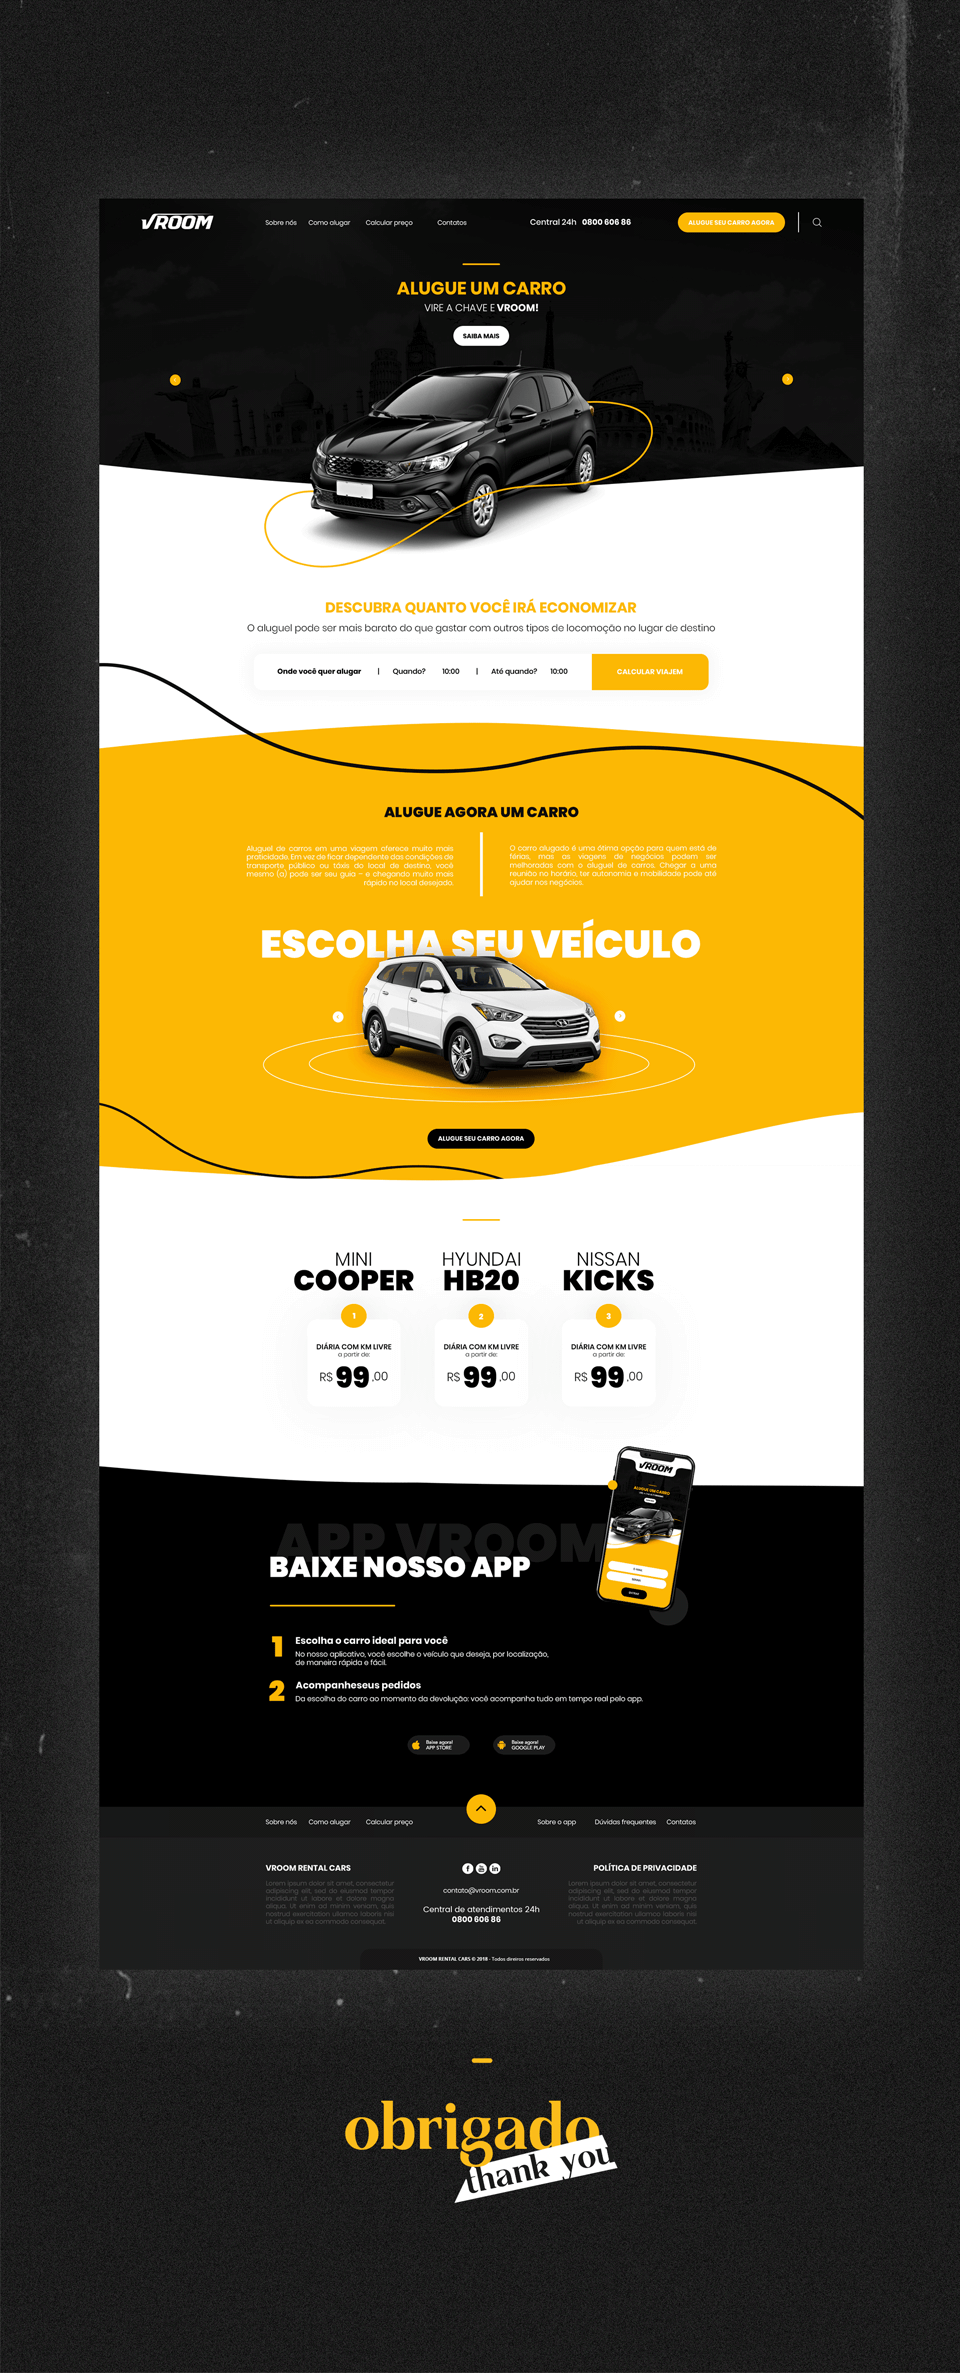 VROOM
Sobre nós Como alugar Calcular preço Contatos Central 24h 0800 606 86 ALUGUE SEU CARRO AGORA
ALUGUE UM CARRO
VIRE A CHAVE E VROOM!
SAIBA MAIS
DESCUBRA QUANTO VOCÊ IRÁ ECONOMIZAR
O aluguel pode ser mais barato do que gastar com outros tipos de locomoção no lugar de destino
Onde você quer alugar | Quando? 10:00 | Até quando? 10:00 CALCULAR VIAJEM
ALUGUE AGORA UM CARRO
Aluguel de carros em uma viagem oferece muito mais
praticidade. Em vez de ficar dependente das condições de
transporte público ou táxis do local de destino, você
mesmo (a) pode ser seu guia – e chegando muito mais
rápido no local desejado.
O carro alugado é uma ótima opção para quem está de
férias, mas as viagens de negócios podem ser
melhoradas com o aluguel de carros. Chegar a uma
reunião no horário, ter autonomia e mobilidade pode até
ajudar nos negócios.
ESCOLHA SEU VEÍCULO
ALUGUE SEU CARRO AGORA
MINI
COOPER
1
DIÁRIA COM KM LIVRE
a partir de:
R$ 99,00
HYUNDAI
HB20
2
DIÁRIA COM KM LIVRE
a partir de:
R$ 99,00
NISSAN
KICKS
3
DIÁRIA COM KM LIVRE
a partir de:
R$ 99,00
VROOM
ALUGUE UM CARRO
ENTRAR
APP VROOM
BAIXE NOSSO APP
1 Escolha o carro ideal para você
No nosso aplicativo, você escolhe o veículo que deseja, por localização,
de maneira rápida e fácil.
2 Acompanheseus pedidos
Da escolha do carro ao momento da devolução: você acompanha tudo em tempo real pelo app.
Baixe agora!
APP STORE
Baixe agora!
GOOGLE PLAY
Sobre nós Como alugar Calcular preço Sobre o app Dúvidas frequentes Contatos
VROOM RENTAL CARS
Lorem ipsum dolor sit amet, consectetur
adipiscing elit, sed do eiusmod tempor
incididunt ut labore et dolore magna
aliqua. Ut enim ad minim veniam, quis
nostrud exercitation ullamco laboris nisi
ut aliquip ex ea commodo consequat.
contato@vroom.com.br
Central de atendimentos 24h
0800 606 86
POLÍTICA DE PRIVACIDADE
Lorem ipsum dolor sit amet, consectetur
adipiscing elit, sed do eiusmod tempor
incididunt ut labore et dolore magna
aliqua. Ut enim ad minim veniam, quis
nostrud exercitation ullamco laboris nisi
ut aliquip ex ea commodo consequat.
VROOM RENTAL CARS © 2018 - Todos direitos reservados
obrigado
thank you